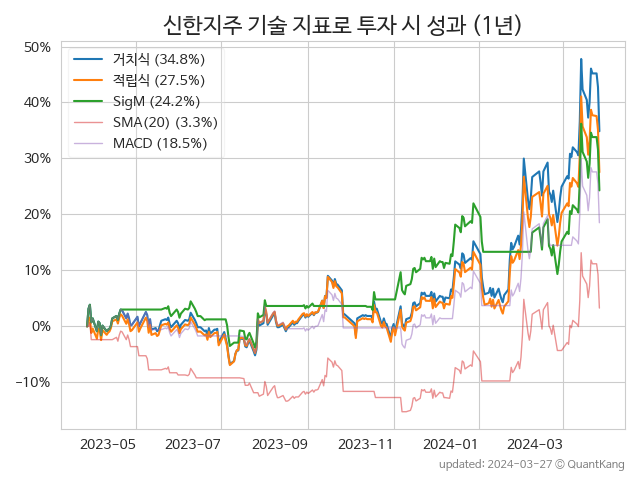 신한지주 기술 지표로 투자 시 성과 (1년)
50%
40%
30%
20%
10%
0%
−10%
거치식 (34.8%)
적립식 (27.5%)
SigM (24.2%)
SMA(20) (3.3%)
MACD (18.5%)
2023-05
2023-07
2023-09
2023-11
2024-01
2024-03
updated: 2024-03-27 © QuantKang